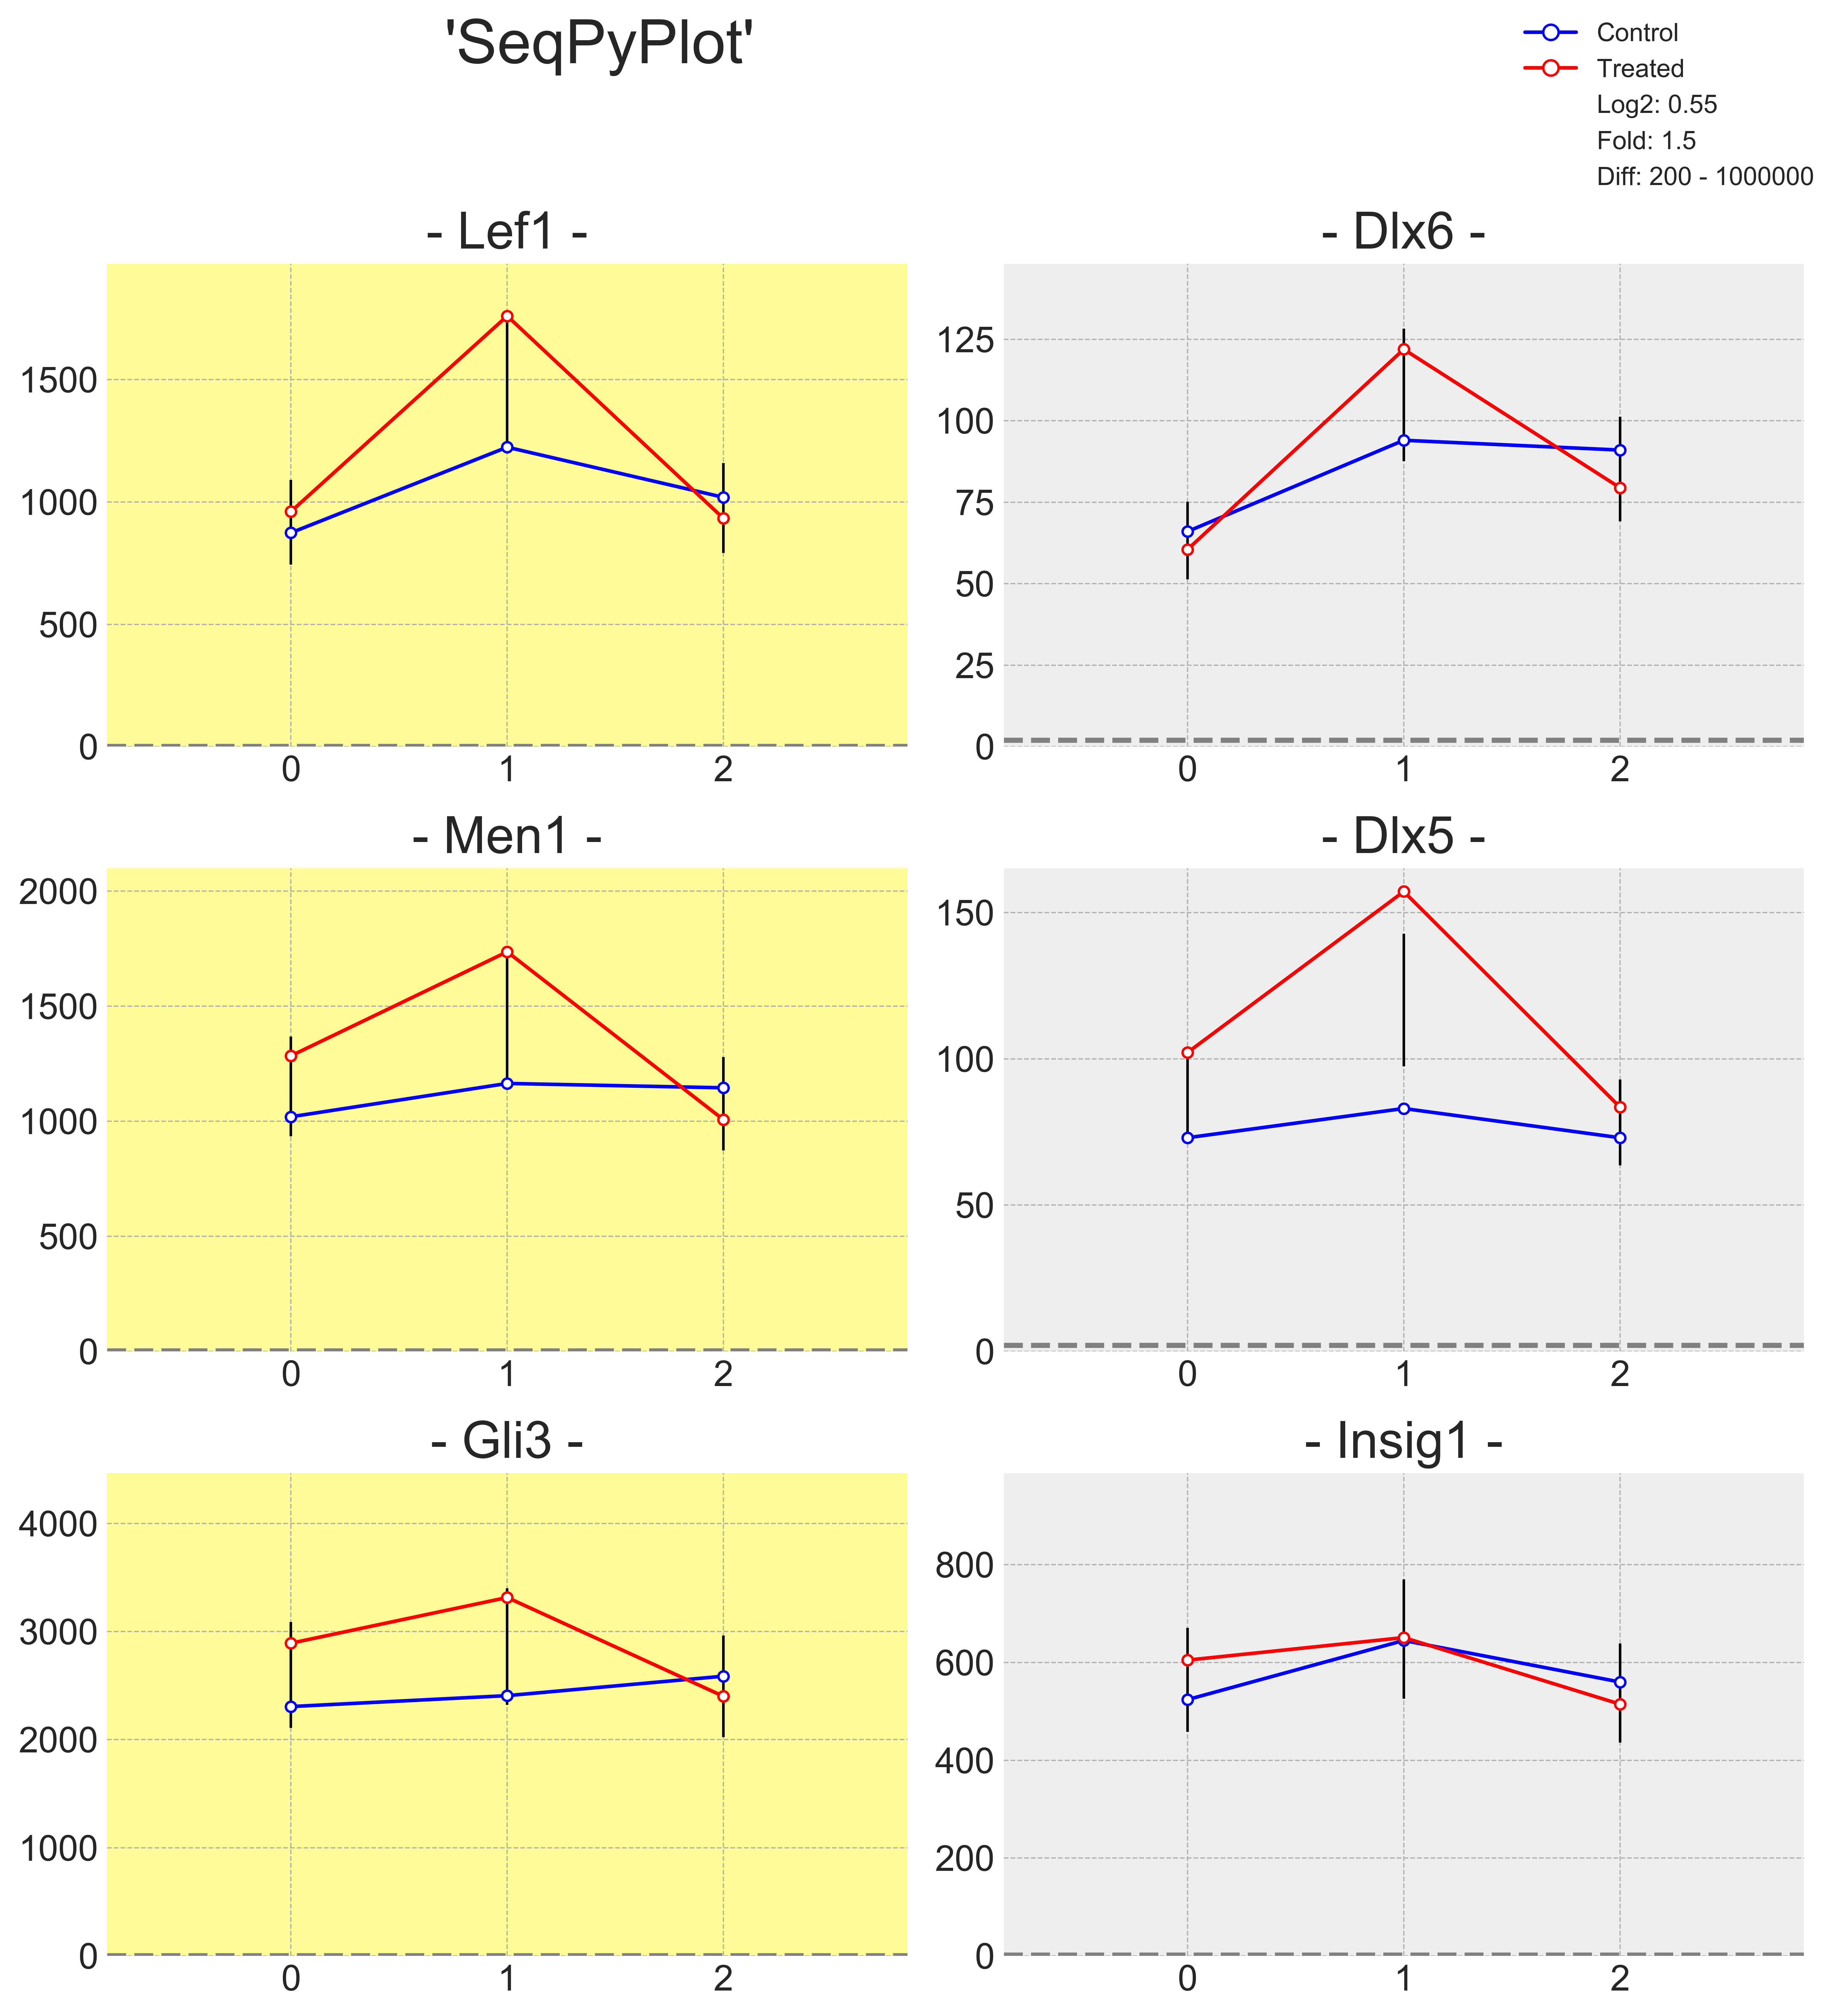 'SeqPyPlot'
Control
Treated
Log2: 0.55
Fold: 1.5
Diff: 200 - 1000000
- Lef1 -
1500
1000
500
0
0 1 2
- Dlx6 -
125
100
75
50
25
0
0 1 2
- Men1 -
2000
1500
1000
500
0
0 1 2
- Dlx5 -
150
100
50
0
0 1 2
- Gli3 -
4000
3000
2000
1000
0
0 1 2
- Insig1 -
800
600
400
200
0
0 1 2